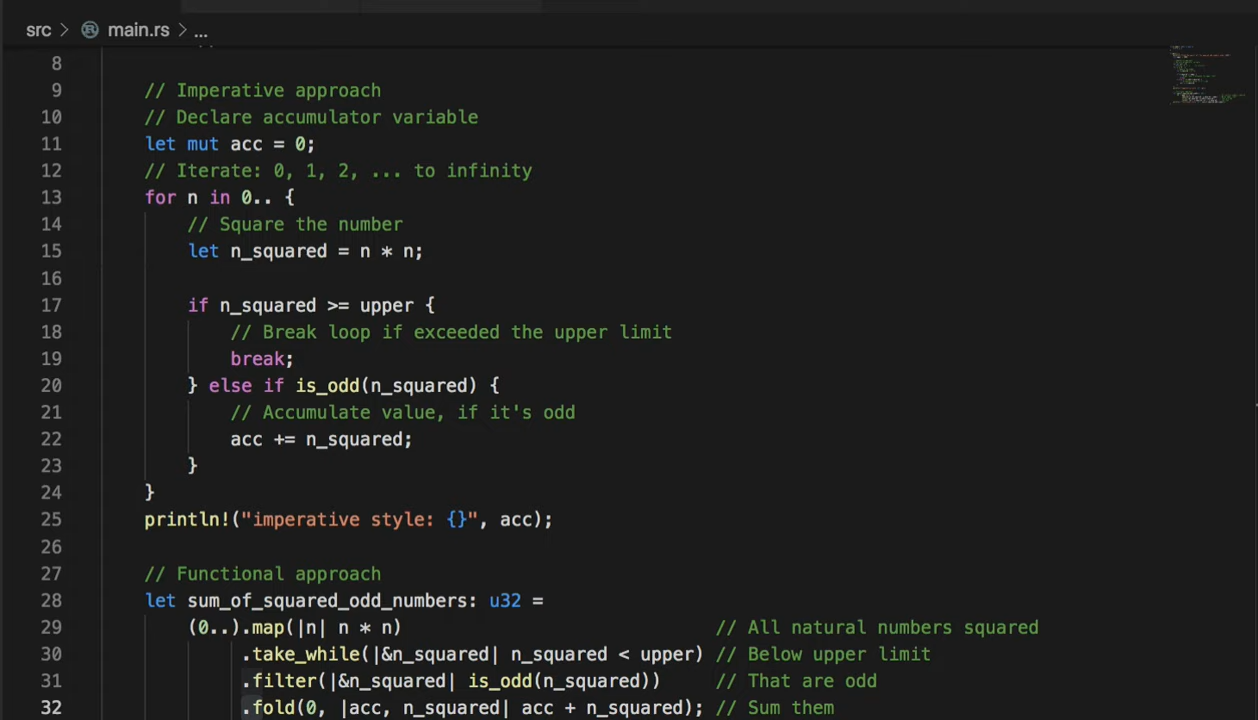 src > main.rs > ...
8
9 // Imperative approach
10 // Declare accumulator variable
11 let mut acc = 0;
12 // Iterate: 0, 1, 2, ... to infinity
13 for n in 0.. {
14 // Square the number
15 let n_squared = n * n;
16
17 if n_squared >= upper {
18 // Break loop if exceeded the upper limit
19 break;
20 } else if is_odd(n_squared) {
21 // Accumulate value, if it's odd
22 acc += n_squared;
23 }
24 }
25 println!("imperative style: {}", acc);
26
27 // Functional approach
28 let sum_of_squared_odd_numbers: u32 =
29 (0..).map(|n| n * n) // All natural numbers squared
30 .take_while(|&n_squared| n_squared < upper) // Below upper limit
31 .filter(|&n_squared| is_odd(n_squared)) // That are odd
32 .fold(0, |acc, n_squared| acc + n_squared); // Sum them